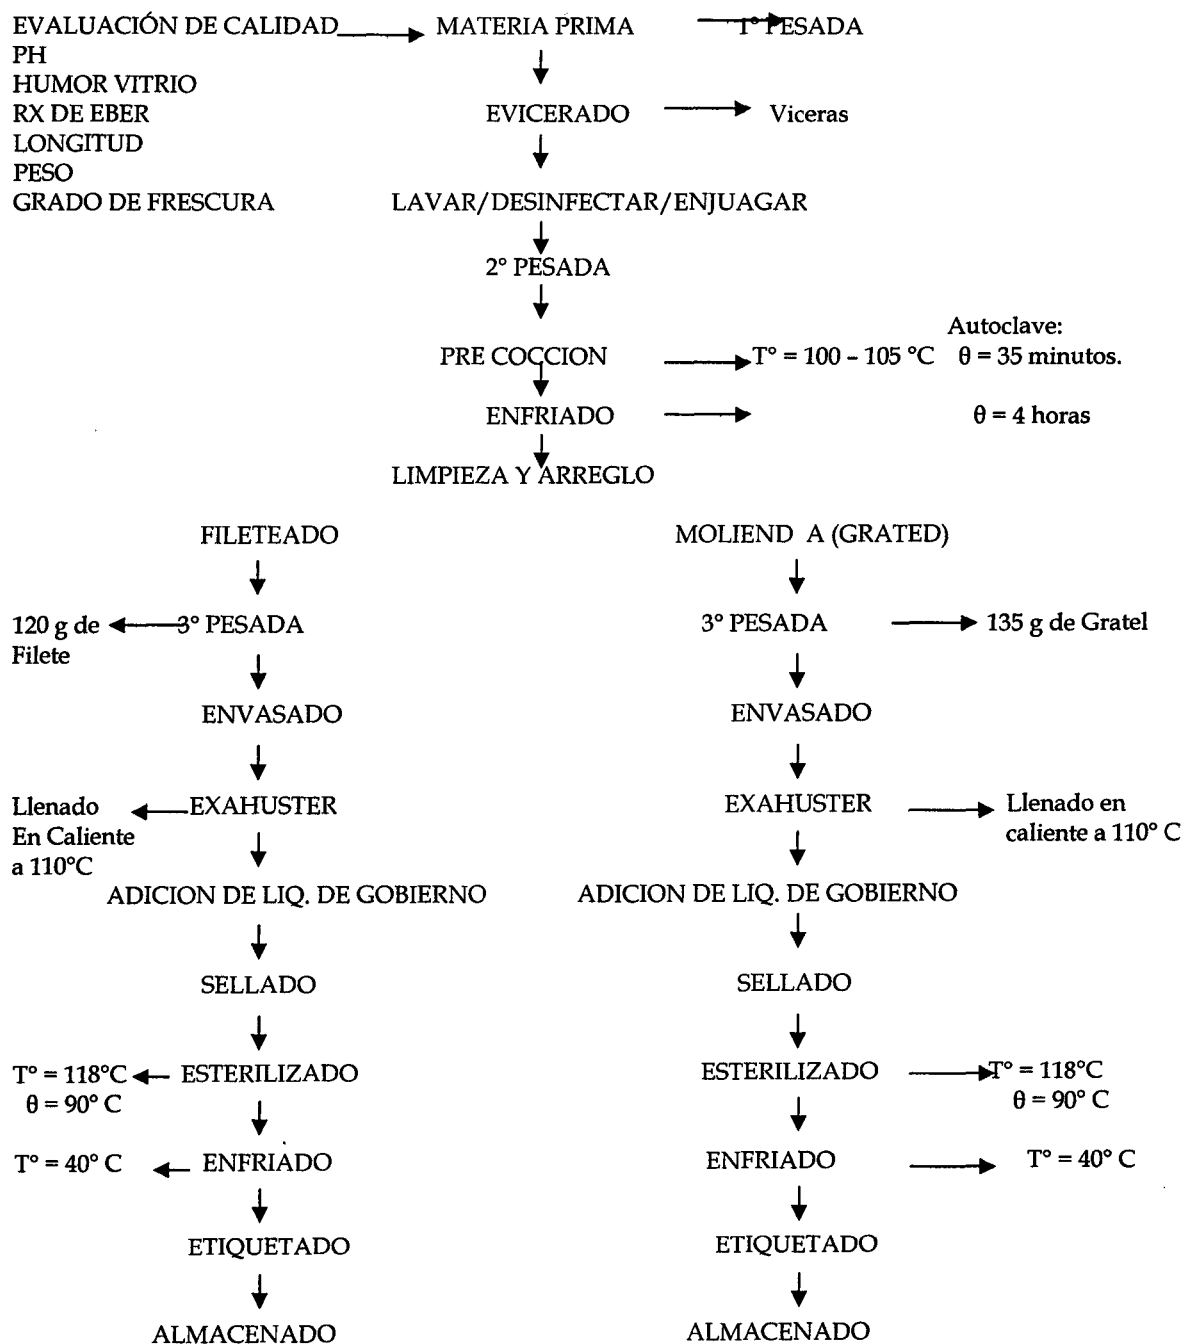 EVALUACIÓN DE CALIDAD MATERIA PRIMA 1° PESADA
PH
HUMOR VITRIO
RX DE EBER EVICERADO Viceras
LONGITUD
PESO
GRADO DE FRESCURA LAVAR/DESINFECTAR/ENJUAGAR
2° PESADA
Autoclave:
PRE COCCION T° = 100 – 105 °C θ = 35 minutos.
ENFRIADO θ = 4 horas
LIMPIEZA Y ARREGLO
FILETEADO MOLIEND A (GRATED)
120 g de 3° PESADA 3° PESADA 135 g de Gratel
Filete
ENVASADO ENVASADO
Llenado EXAHUSTER EXAHUSTER Llenado en
En Caliente caliente a 110° C
a 110°C
ADICION DE LIQ. DE GOBIERNO ADICION DE LIQ. DE GOBIERNO
SELLADO SELLADO
T° = 118°C ESTERILIZADO ESTERILIZADO T° = 118°C
θ = 90° C θ = 90° C
T° = 40° C ENFRIADO ENFRIADO T° = 40° C
ETIQUETADO ETIQUETADO
ALMACENADO ALMACENADO